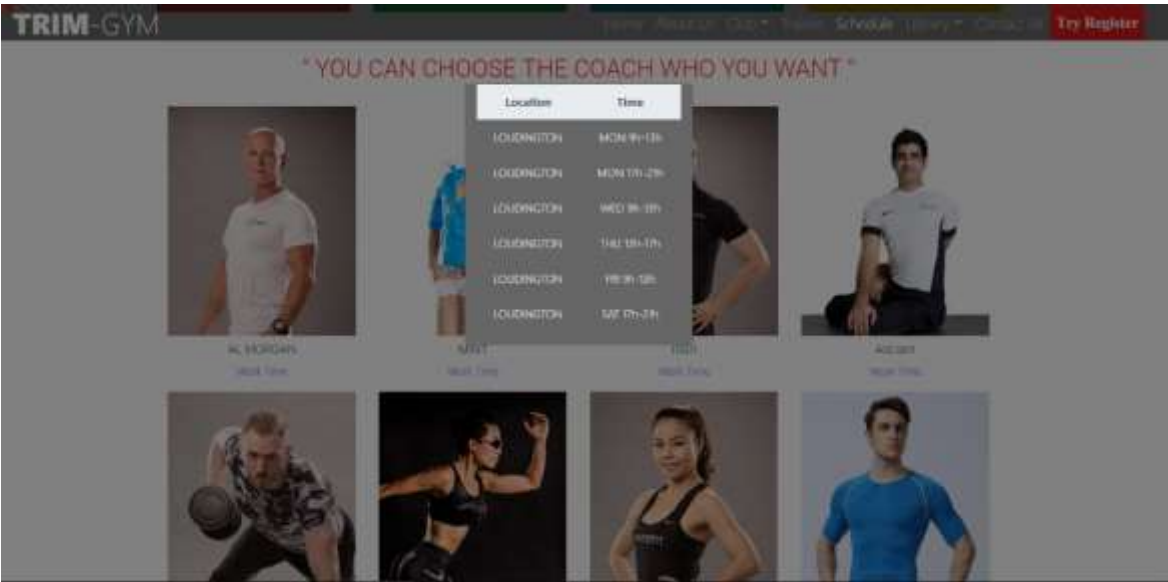 TRIM-GYM
Home About Us Club Trainer Schedule Library Contact Us Try Register
" YOU CAN CHOOSE THE COACH WHO YOU WANT "
Location Time
LOUDINGTON MON 9h-13h
LOUDINGTON MON 17h-21h
LOUDINGTON WED 9h-13h
LOUDINGTON THU 13h-17h
LOUDINGTON FRI 9h-12h
LOUDINGTON SAT 17h-21h
AL MORGAN
Work Time Work Time Work Time Work Time